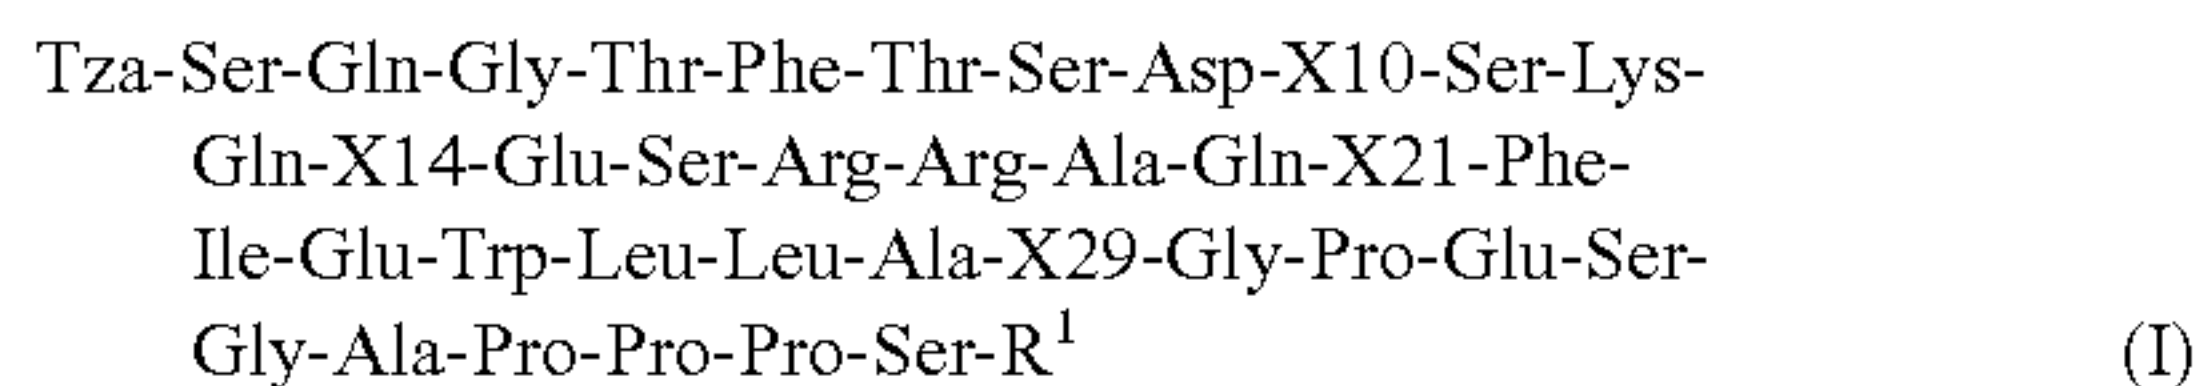 Tza-Ser-Gln-Gly-Thr-Phe-Thr-Ser-Asp-X10-Ser-Lys-
Gln-X14-Glu-Ser-Arg-Arg-Ala-Gln-X21-Phe-
Ile-Glu-Trp-Leu-Leu-Ala-X29-Gly-Pro-Glu-Ser-
Gly-Ala-Pro-Pro-Pro-Ser-R¹ (I)